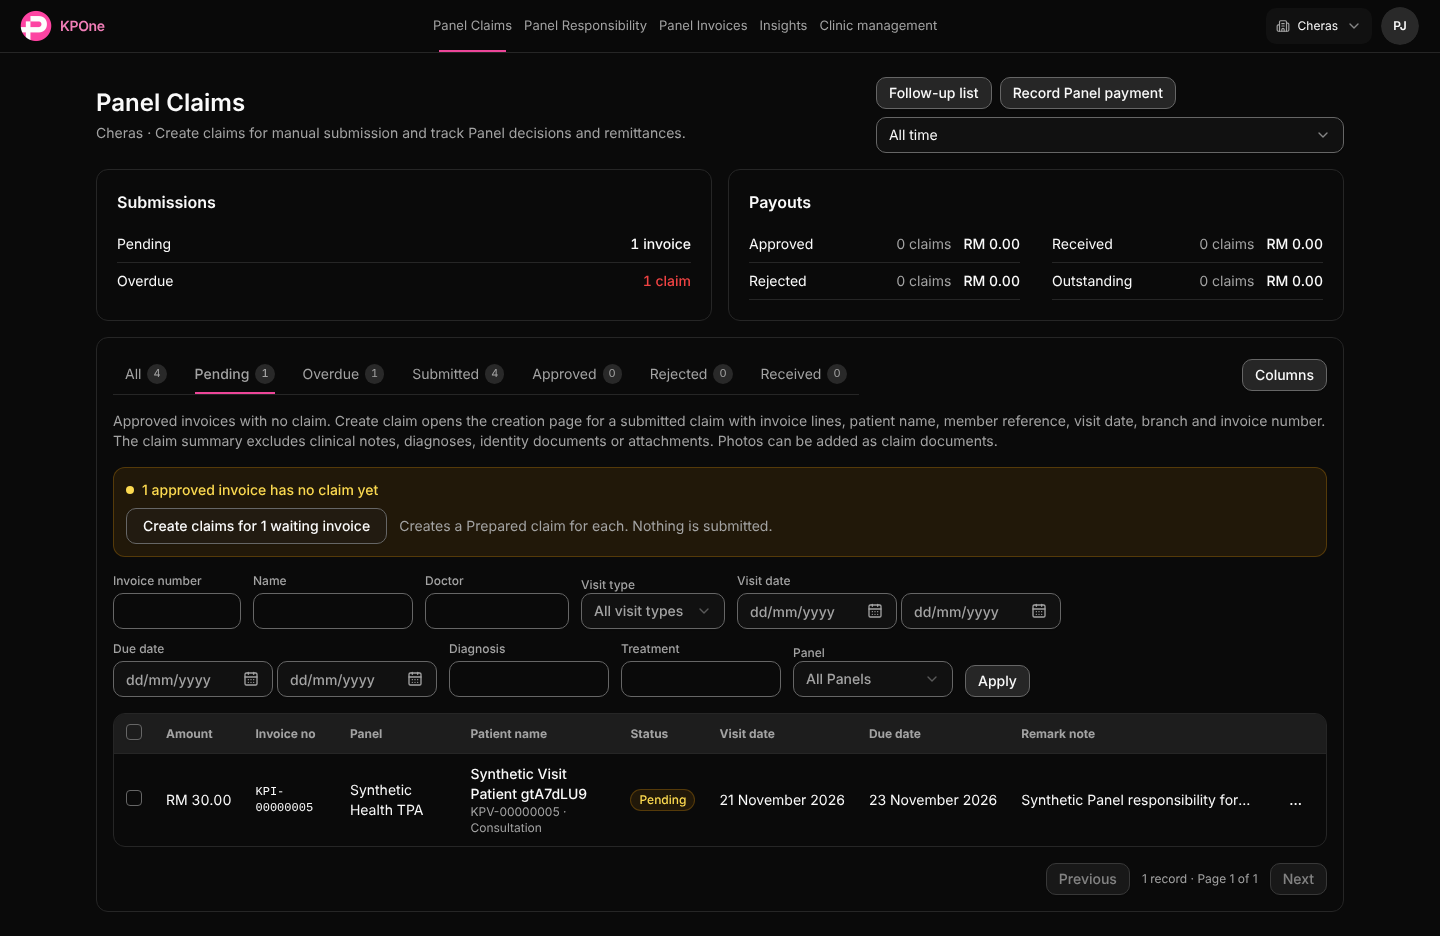 KPOne
Panel Claims Panel Responsibility Panel Invoices Insights Clinic management
Cheras
PJ
Panel Claims
Cheras · Create claims for manual submission and track Panel decisions and remittances.
Follow-up list Record Panel payment
All time
Submissions
Pending 1 invoice
Overdue 1 claim
Payouts
Approved 0 claims RM 0.00 Received 0 claims RM 0.00
Rejected 0 claims RM 0.00 Outstanding 0 claims RM 0.00
All 4 Pending 1 Overdue 1 Submitted 4 Approved 0 Rejected 0 Received 0
Columns
Approved invoices with no claim. Create claim opens the creation page for a submitted claim with invoice lines, patient name, member reference, visit date, branch and invoice number.
The claim summary excludes clinical notes, diagnoses, identity documents or attachments. Photos can be added as claim documents.
1 approved invoice has no claim yet
Create claims for 1 waiting invoice Creates a Prepared claim for each. Nothing is submitted.
Invoice number Name Doctor Visit type Visit date
All visit types dd/mm/yyyy dd/mm/yyyy
Due date Diagnosis Treatment Panel
dd/mm/yyyy dd/mm/yyyy All Panels Apply
Amount Invoice no Panel Patient name Status Visit date Due date Remark note
RM 30.00
KPI-
00000005
Synthetic
Health TPA
Synthetic Visit
Patient gtA7dLU9
KPV-00000005 ·
Consultation
Pending
21 November 2026
23 November 2026
Synthetic Panel responsibility for...
...
Previous 1 record · Page 1 of 1 Next